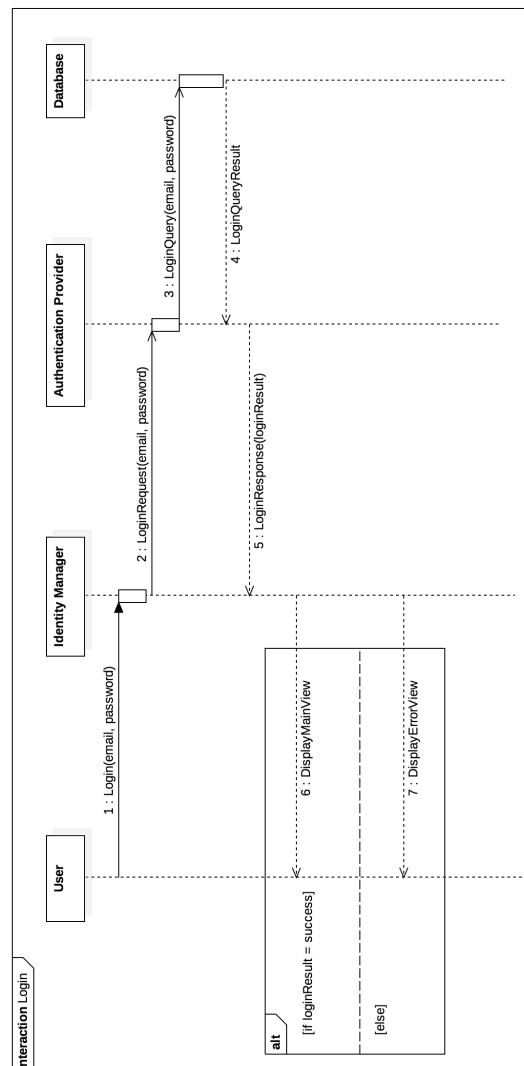 nteraction Login
User
Identity Manager
Authentication Provider
Database
1 : Login(email, password)
2 : LoginRequest(email, password)
3 : LoginQuery(email, password)
4 : LoginQueryResult
5 : LoginResponse(loginResult)
alt
[if loginResult = success]
6 : DisplayMainView
[else]
7 : DisplayErrorView